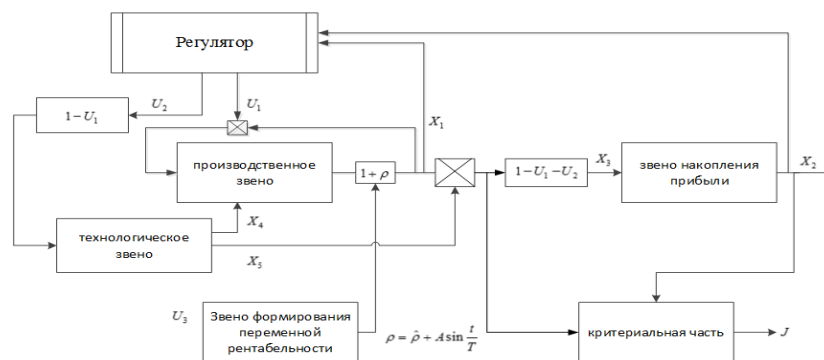 Регулятор
U₂
U₁
1 − U₁
X₁
производственное
звено
1 + ρ
1 − U₁ − U₂
X₃
звено накопления
прибыли
X₂
X₄
технологическое
звено
X₅
U₃
Звено формирования
переменной
рентабельности
ρ = ρ̂ + A sin t/T
критериальная часть
J